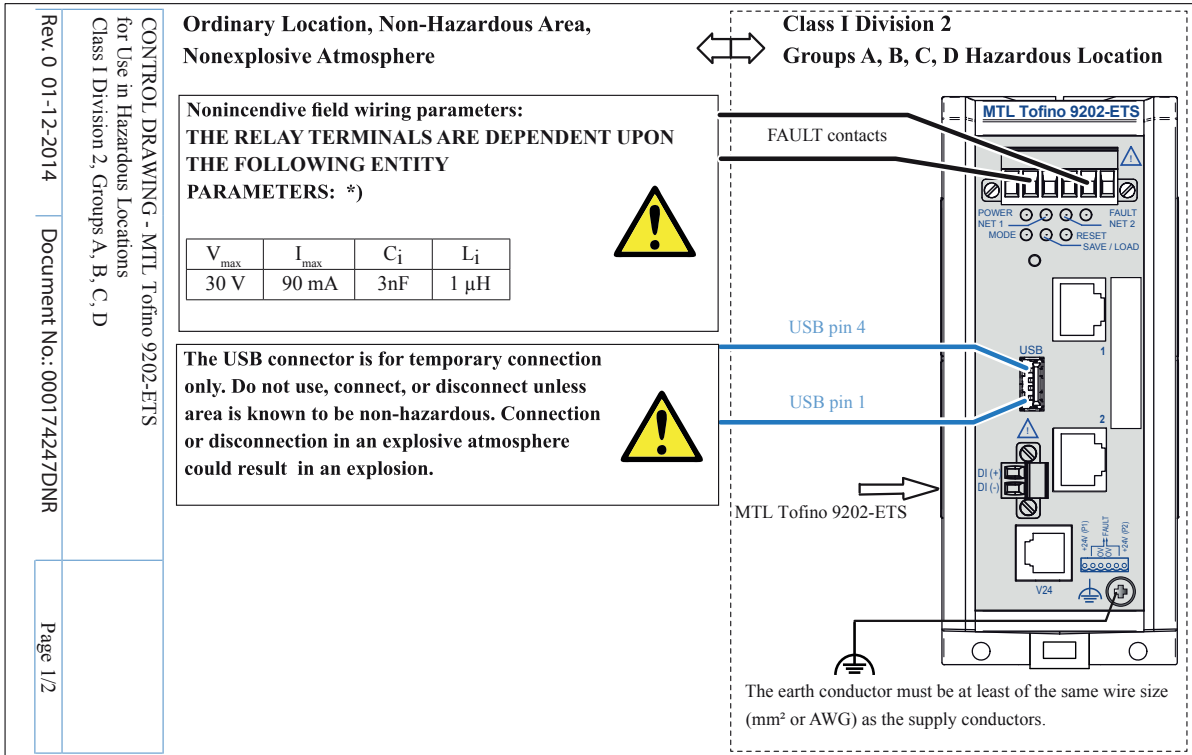 CONTROL DRAWING - MTL Tofino 9202-ETS
for Use in Hazardous Locations
Class I Division 2, Groups A, B, C, D
Rev. 0 01-12-2014
Document No.: 000174247DNR
Page 1/2
Ordinary Location, Non-Hazardous Area,
Nonexplosive Atmosphere
Class I Division 2
Groups A, B, C, D Hazardous Location
Nonincendive field wiring parameters:
THE RELAY TERMINALS ARE DEPENDENT UPON
THE FOLLOWING ENTITY
PARAMETERS: *)
Vmax Imax Ci Li
30 V 90 mA 3nF 1 µH
The USB connector is for temporary connection
only. Do not use, connect, or disconnect unless
area is known to be non-hazardous. Connection
or disconnection in an explosive atmosphere
could result in an explosion.
FAULT contacts
USB pin 4
USB pin 1
MTL Tofino 9202-ETS
MTL Tofino 9202-ETS
POWER FAULT
NET 1 NET 2
MODE RESET
SAVE / LOAD
USB
1
2
DI (+)
DI (-)
+24V (P1)
0V
FAULT
0V
+24V (P2)
V24
The earth conductor must be at least of the same wire size
(mm² or AWG) as the supply conductors.